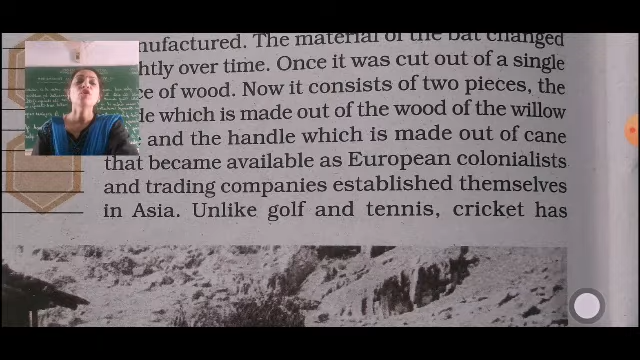 nufactured. The material of the bat changed
htly over time. Once it was cut out of a single
ce of wood. Now it consists of two pieces, the
de which is made out of the wood of the willow
and the handle which is made out of cane
that became available as European colonialists
and trading companies established themselves
in Asia. Unlike golf and tennis, cricket has